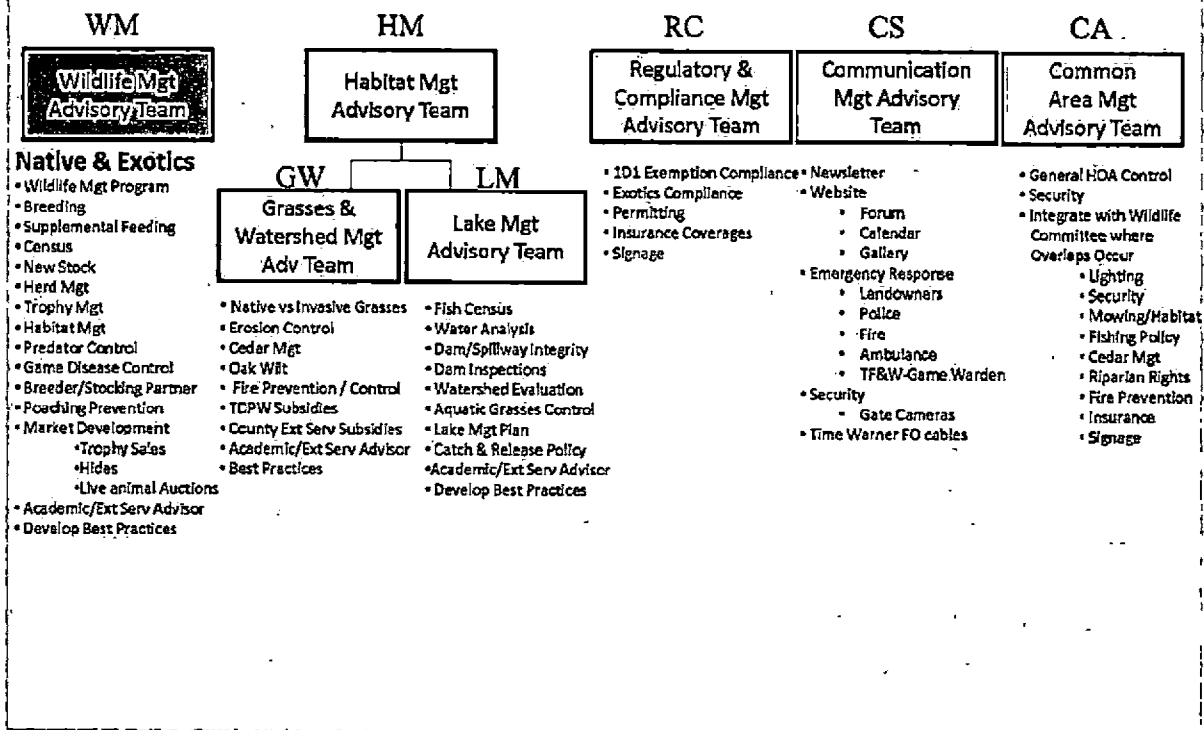 WM
Wildlife Mgt
Advisory Team
Native & Exotics
• Wildlife Mgt Program
• Breeding
• Supplemental Feeding
• Census
• New Stock
• Herd Mgt
• Trophy Mgt
• Habitat Mgt
• Predator Control
• Game Disease Control
• Breeder/Stocking Partner
• Poaching Prevention
• Market Development
• Trophy Sales
• Hides
• Live animal Auctions
• Academic/Ext Serv Advisor
• Develop Best Practices
HM
Habitat Mgt
Advisory Team
GW
Grasses &
Watershed Mgt
Adv Team
• Native vs Invasive Grasses
• Erosion Control
• Cedar Mgt
• Oak Wilt
• Fire Prevention / Control
• TDPW Subsidies
• County Ext Serv Subsidies
• Academic/Ext Serv Advisor
• Best Practices
LM
Lake Mgt
Advisory Team
• Fish Census
• Water Analysis
• Dam/Spillway Integrity
• Dam Inspections
• Watershed Evaluation
• Aquatic Grasses Control
• Lake Mgt Plan
• Catch & Release Policy
• Academic/Ext Serv Advisor
• Develop Best Practices
RC
Regulatory &
Compliance Mgt
Advisory Team
• 1D1 Exemption Compliance
• Exotics Compliance
• Permitting
• Insurance Coverages
• Signage
CS
Communication
Mgt Advisory
Team
• Newsletter
• Website
• Forum
• Calendar
• Gallery
• Emergency Response
• Landowners
• Police
• Fire
• Ambulance
• TF&W-Game Warden
• Security
• Gate Cameras
• Time Warner FO cables
CA
Common
Area Mgt
Advisory Team
• General HOA Control
• Security
• Integrate with Wildlife
Committee where
Overlaps Occur
• Lighting
• Security
• Mowing/Habitat
• Fishing Policy
• Cedar Mgt
• Riparian Rights
• Fire Prevention
• Insurance
• Signage